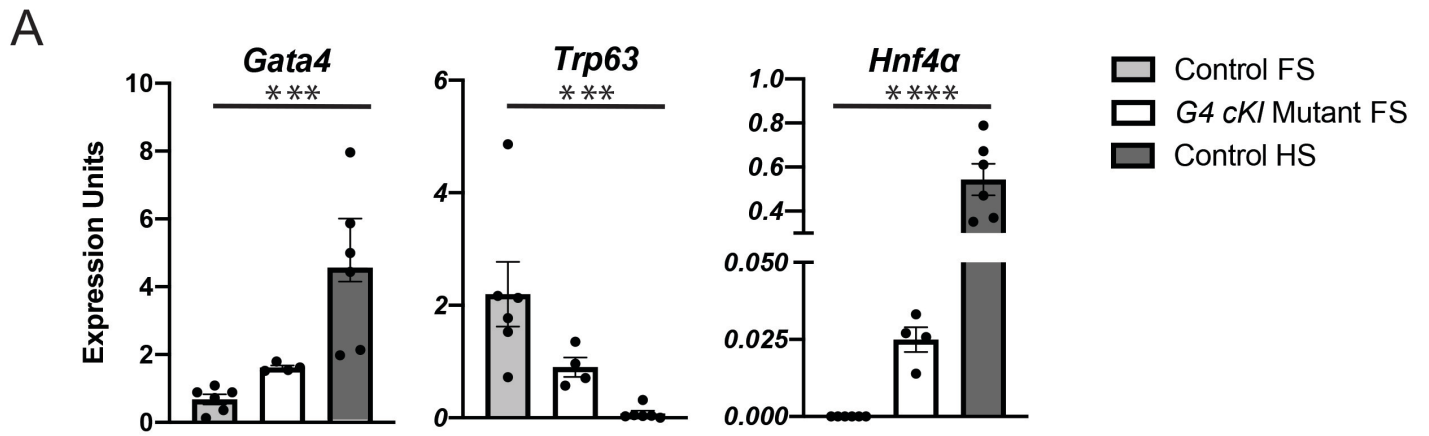 A
Gata4
Trp63
Hnf4α
***
***
****
Expression Units
10
8
6
4
2
0
6
4
2
0
1.0
0.8
0.6
0.4
0.050
0.025
0.000
Control FS
G4 cKI Mutant FS
Control HS